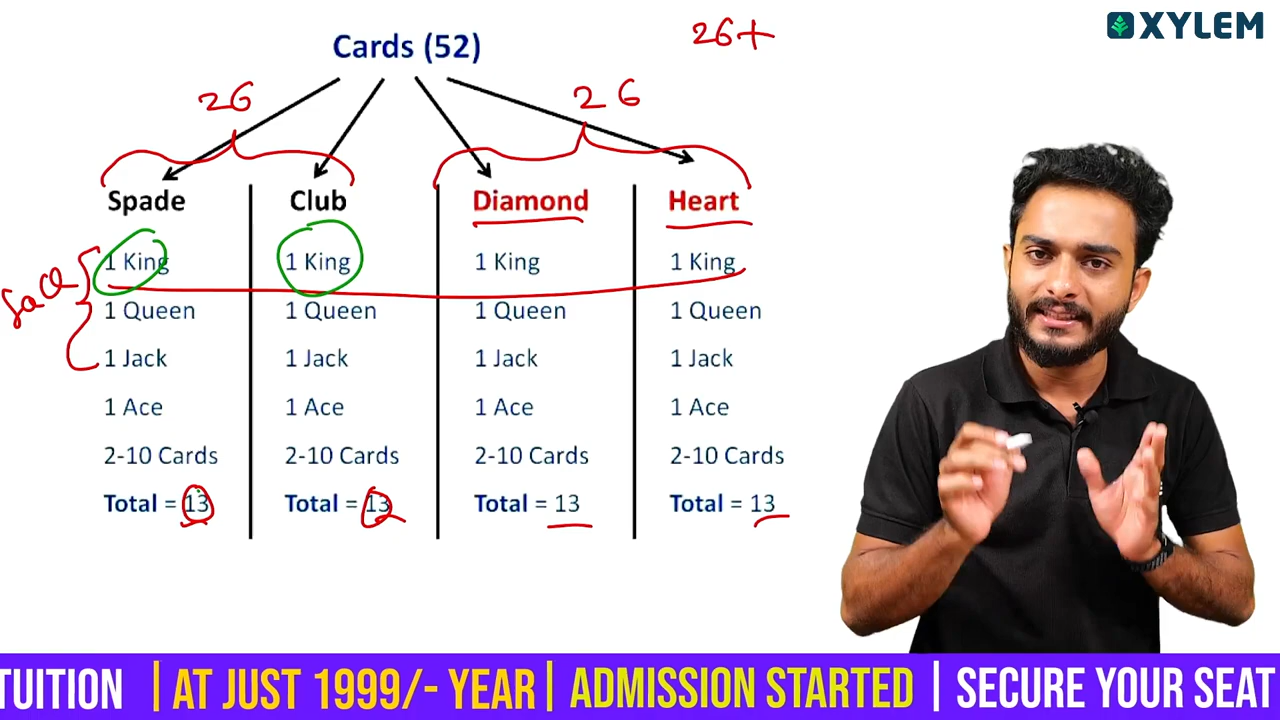 XYLEM
Cards (52)
26+
26
26
Spade
Club
Diamond
Heart
1 King
1 King
1 King
1 King
1 Queen
1 Queen
1 Queen
1 Queen
1 Jack
1 Jack
1 Jack
1 Jack
1 Ace
1 Ace
1 Ace
1 Ace
2-10 Cards
2-10 Cards
2-10 Cards
2-10 Cards
Total = 13
Total = 13
Total = 13
Total = 13
TUITION | AT JUST 1999/- YEAR | ADMISSION STARTED | SECURE YOUR SEAT